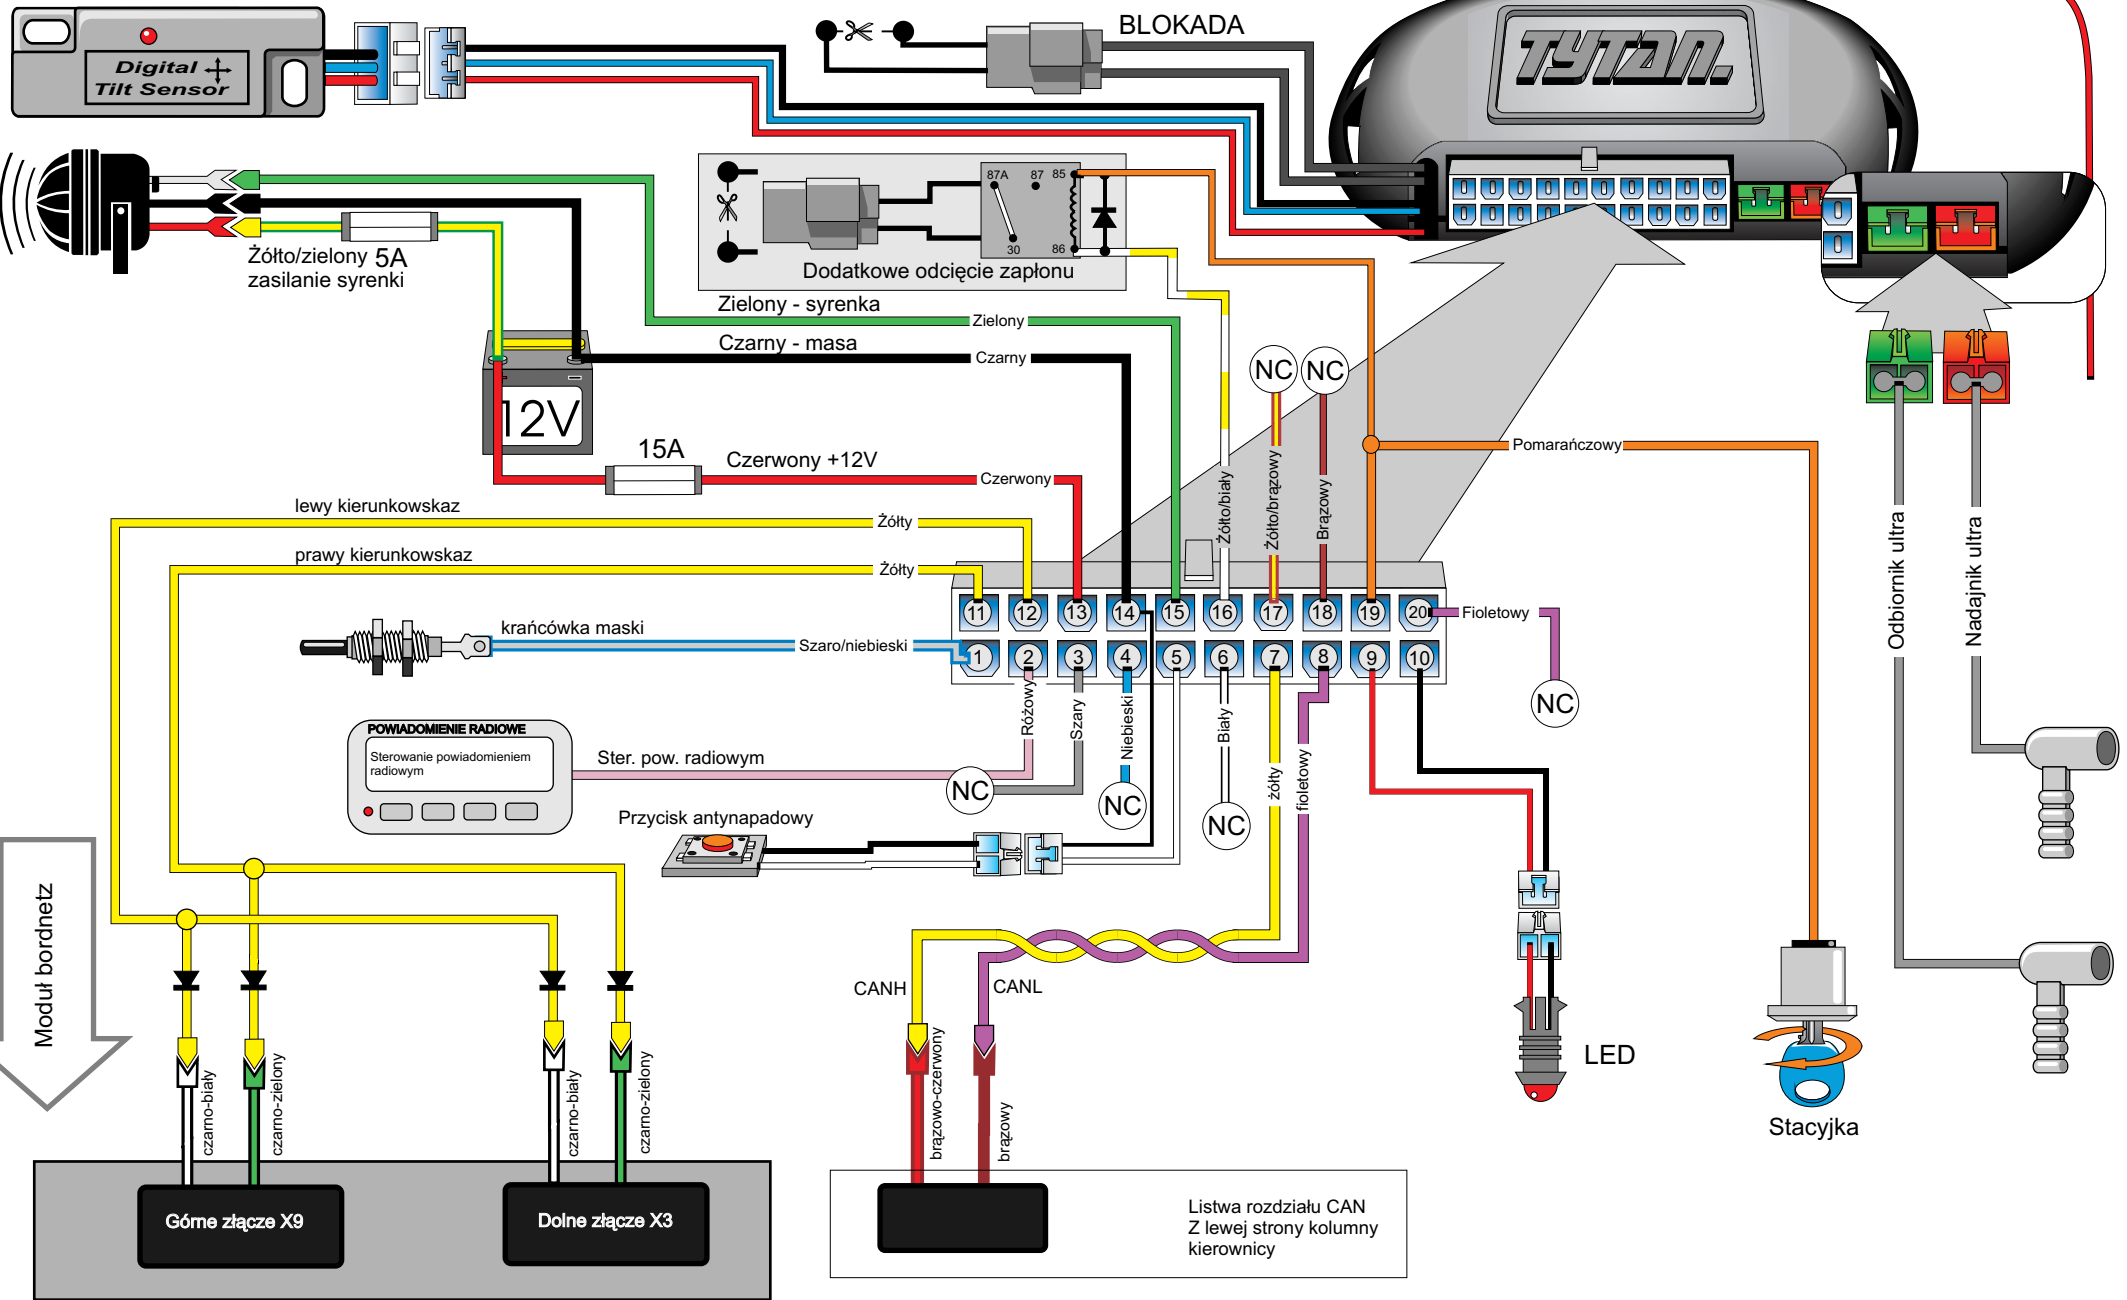 Digital
Tilt Sensor
BLOKADA
TYTAN.
Żółto/zielony 5A
zasilanie syrenki
87A 87 85
30 86
Dodatkowe odcięcie zapłonu
Zielony - syrenka
Zielony
Czarny - masa
Czarny
12V
15A
Czerwony +12V
Czerwony
NC
NC
Żółto/biały
Żółto/brązowy
Brązowy
Pomarańczowy
Odbiornik ultra
Nadajnik ultra
lewy kierunkowskaz
Żółty
prawy kierunkowskaz
Żółty
11 12 13 14 15 16 17 18 19 20
Fioletowy
NC
krańcówka maski
Szaro/niebieski
1 2 3 4 5 6 7 8 9 10
Różowy
Szary
Niebieski
Biały
żółty
fioletowy
POWIADOMIENIE RADIOWE
Sterowanie powiadomieniem
radiowym
Ster. pow. radiowym
NC
NC
NC
Przycisk antynapadowy
Moduł bordnetz
CANH
CANL
czarno-biały
czarno-zielony
czarno-biały
czarno-zielony
brązowo-czerwony
brązowy
LED
Stacyjka
Górne złącze X9
Dolne złącze X3
Listwa rozdziału CAN
Z lewej strony kolumny
kierownicy